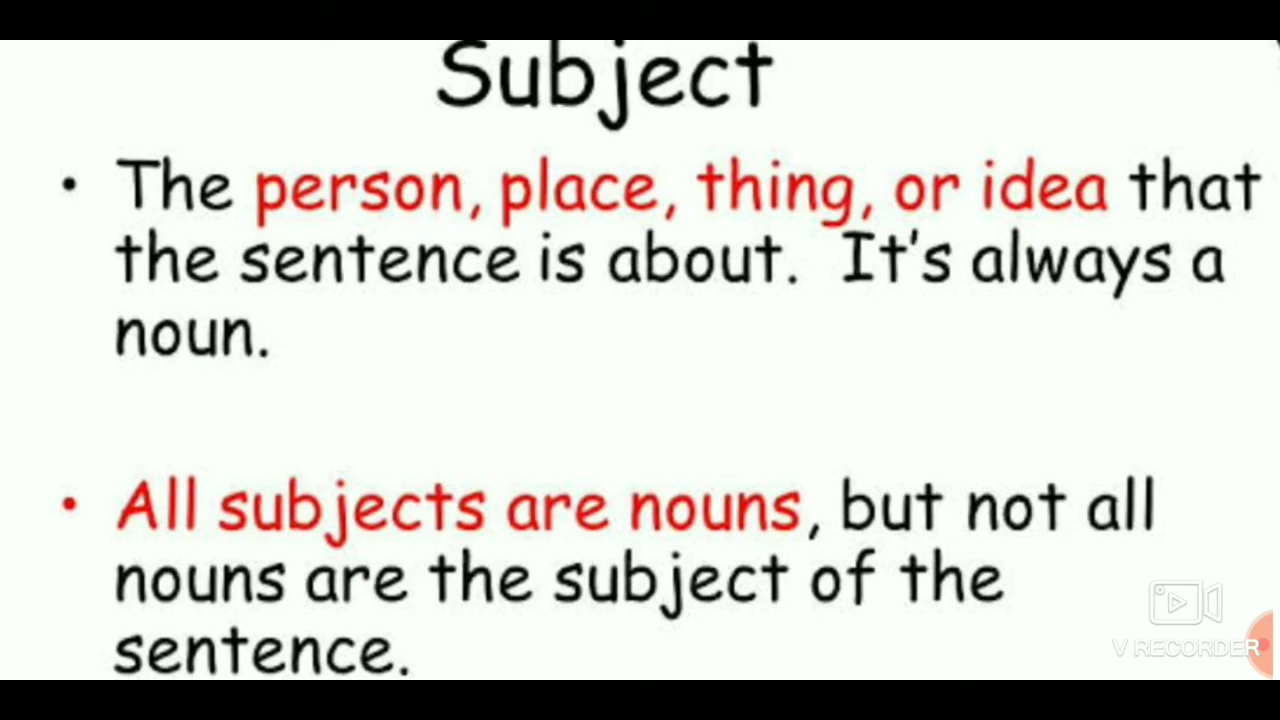 Subject
• The person, place, thing, or idea that
the sentence is about.  It's always a
noun.
• All subjects are nouns, but not all
nouns are the subject of the
sentence.
V RECORDER